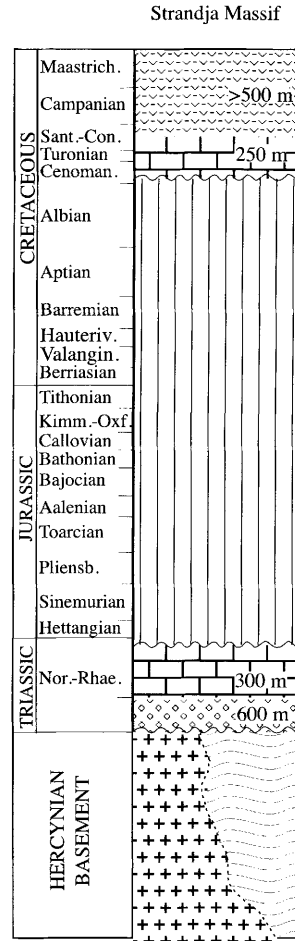 Strandja Massif
CRETACEOUS
Maastrich.
Campanian
Sant.-Con.
Turonian
Cenoman.
Albian
Aptian
Barremian
Hauteriv.
Valangin.
Berriasian
>500 m
250 m
JURASSIC
Tithonian
Kimm.-Oxf.
Callovian
Bathonian
Bajocian
Aalenian
Toarcian
Pliensb.
Sinemurian
Hettangian
TRIASSIC
Nor.-Rhae.
300 m
600 m
HERCYNIAN
BASEMENT